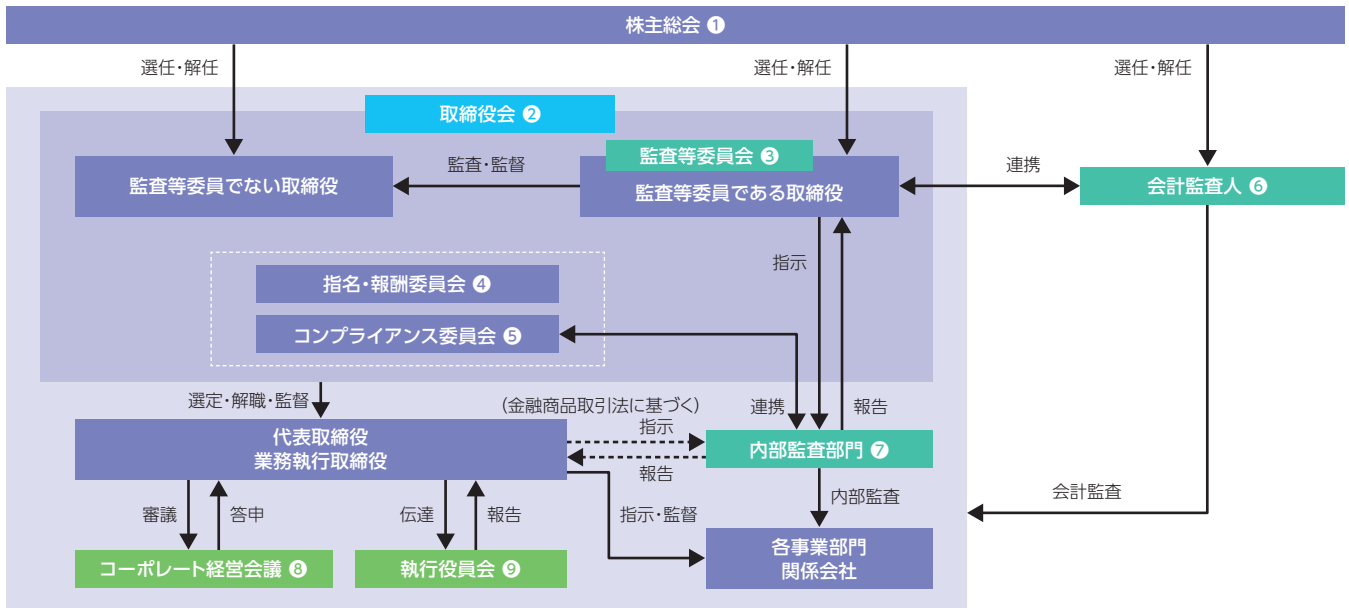 株主総会 ❶
選任・解任
選任・解任
選任・解任
取締役会 ❷
監査等委員会 ❸
監査等委員でない取締役
監査・監督
監査等委員である取締役
連携
会計監査人 ❻
指示
指名・報酬委員会 ❹
コンプライアンス委員会 ❺
選定・解職・監督
(金融商品取引法に基づく)
指示
連携
報告
代表取締役
業務執行取締役
内部監査部門 ❼
報告
会計監査
内部監査
審議
答申
伝達
報告
指示・監督
コーポレート経営会議 ❽
執行役員会 ❾
各事業部門
関係会社